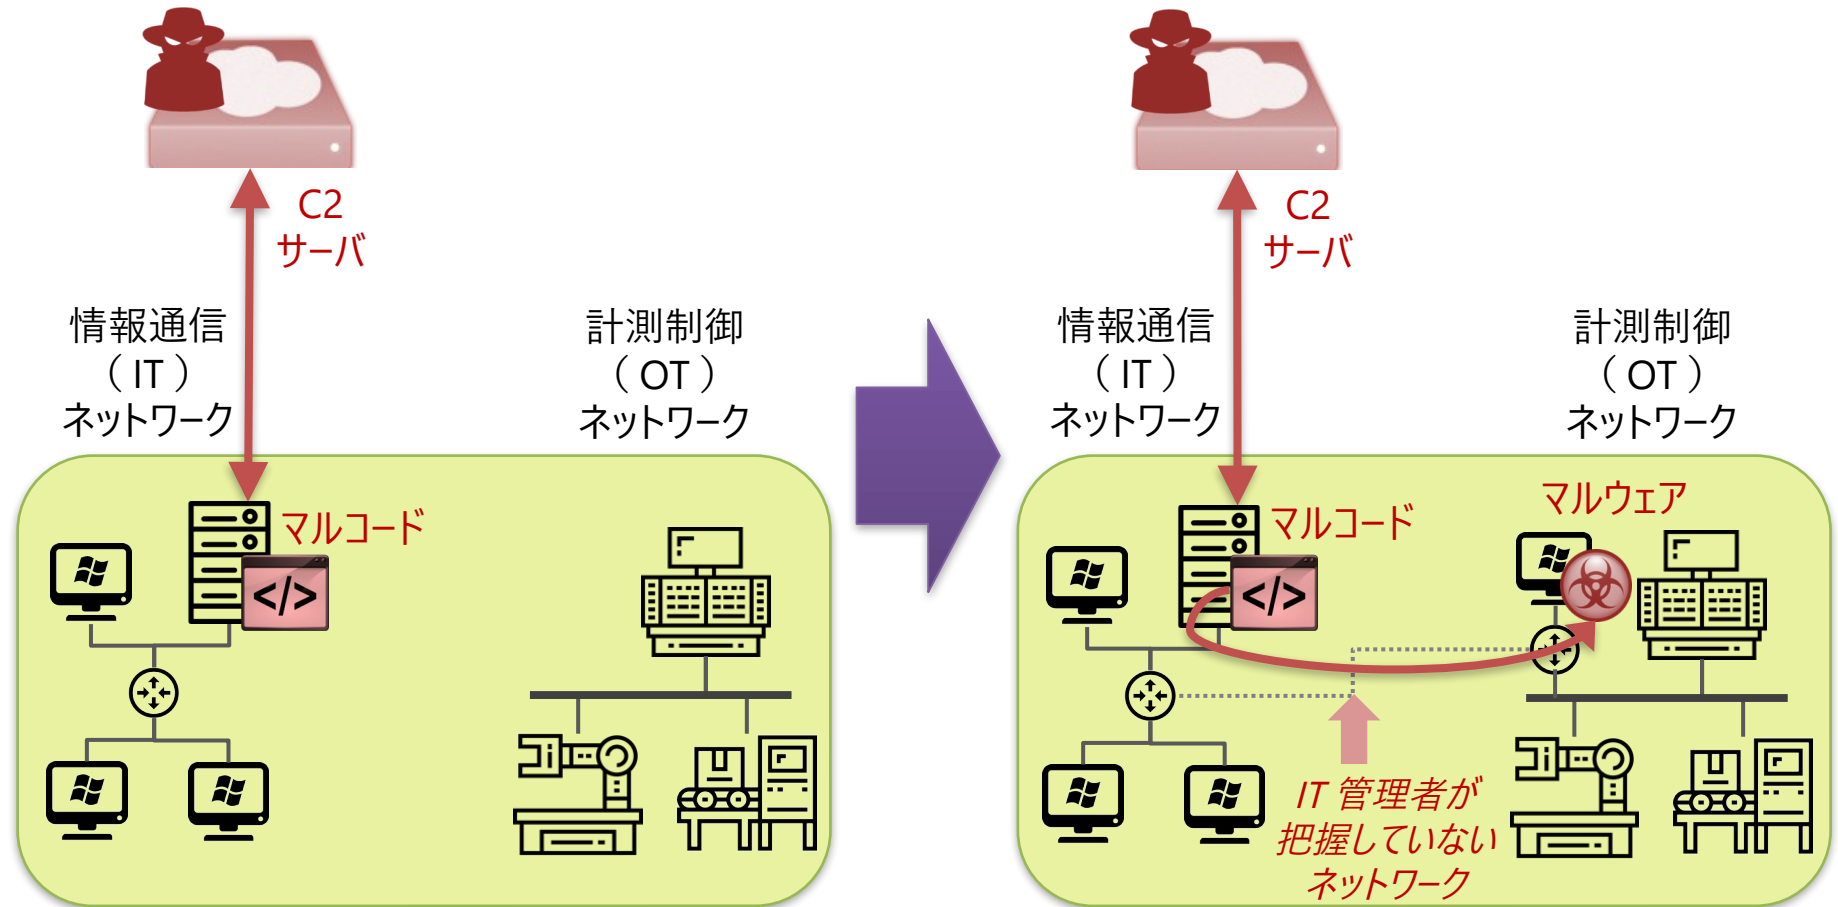 C2
サーバ
情報通信
（ IT ）
ネットワーク
計測制御
（ OT ）
ネットワーク
マルコード
</>
C2
サーバ
情報通信
（ IT ）
ネットワーク
計測制御
（ OT ）
ネットワーク
マルウェア
マルコード
</>
IT 管理者が
把握していない
ネットワーク